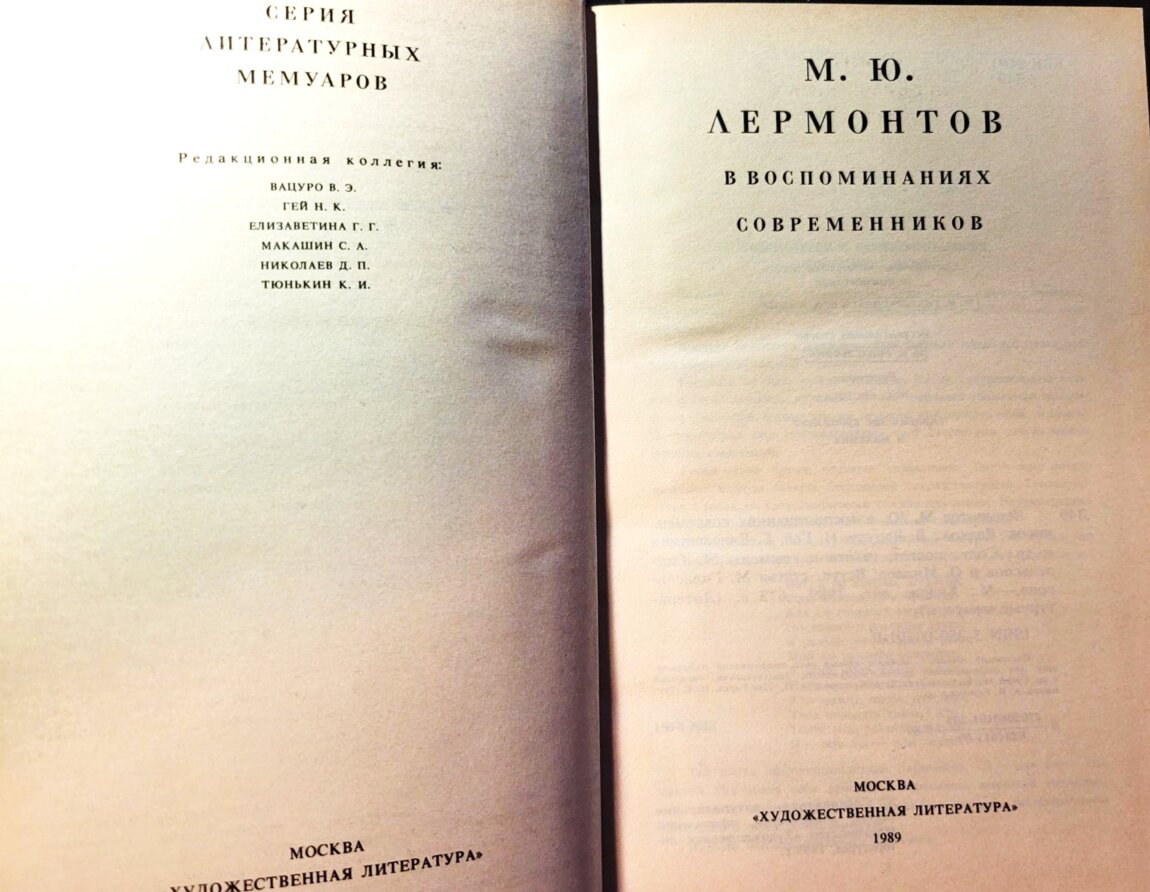 СЕРИЯ
ЛИТЕРАТУРНЫХ
МЕМУАРОВ
Редакционная коллегия:
ВАЦУРО В. Э.
ГЕЙ Н. К.
ЕЛИЗАВЕТИНА Г. Г.
МАКАШИН С. А.
НИКОЛАЕВ Д. П.
ТЮНЬКИН К. И.
МОСКВА
ХУДОЖЕСТВЕННАЯ ЛИТЕРАТУРА»
М. Ю.
ЛЕРМОНТОВ
В ВОСПОМИНАНИЯХ
СОВРЕМЕННИКОВ
МОСКВА
«ХУДОЖЕСТВЕННАЯ ЛИТЕРАТУРА»
1989